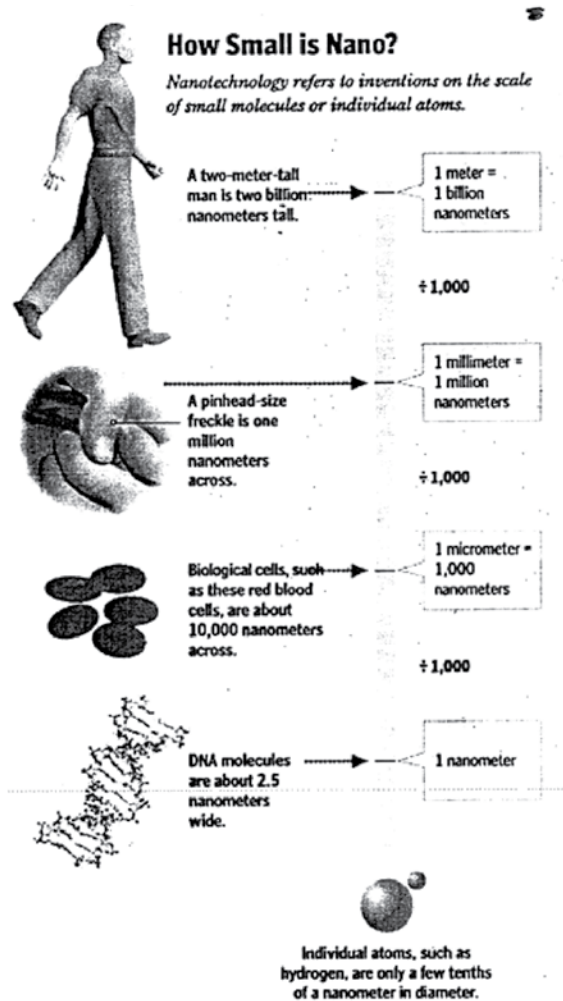 How Small is Nano?
Nanotechnology refers to inventions on the scale
of small molecules or individual atoms.
A two-meter-tall
man is two billion
nanometers tall.
1 meter =
1 billion
nanometers
÷1,000
1 millimeter =
1 million
nanometers
A pinhead-size
freckle is one
million
nanometers
across.
÷1,000
1 micrometer =
1,000
nanometers
Biological cells, such
as these red blood
cells, are about
10,000 nanometers
across.
÷1,000
DNA molecules
are about 2.5
nanometers
wide.
1 nanometer
Individual atoms, such as
hydrogen, are only a few tenths
of a nanometer in diameter.